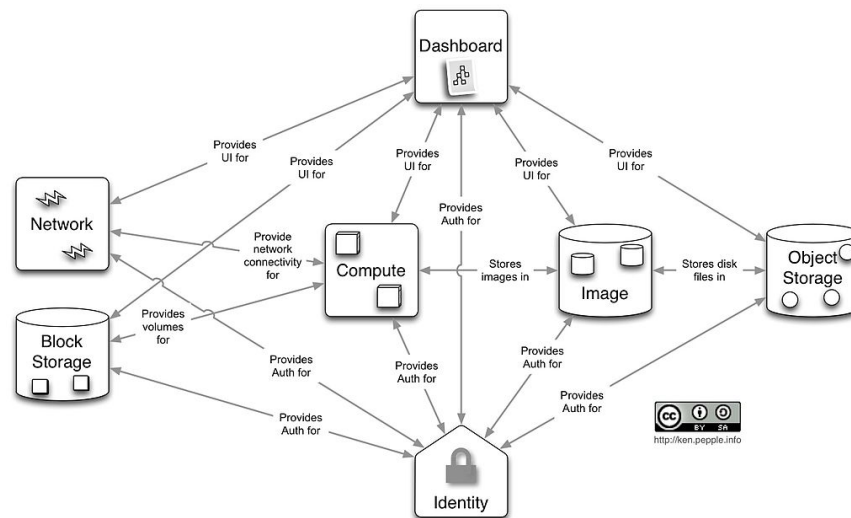 Dashboard
Provides
UI for
Provides
UI for
Provides
UI for
Provides
UI for
Provides
UI for
Network
Provides
Auth for
Provide
network
connectivity
for
Compute
Stores
images in
Image
Stores disk
files in
Object
Storage
Block
Storage
Provides
volumes
for
Provides
Auth for
Provides
Auth for
Provides
Auth for
Provides
Auth for
Provides
Auth for
Identity
cc
BY SA
http://ken.pepple.info